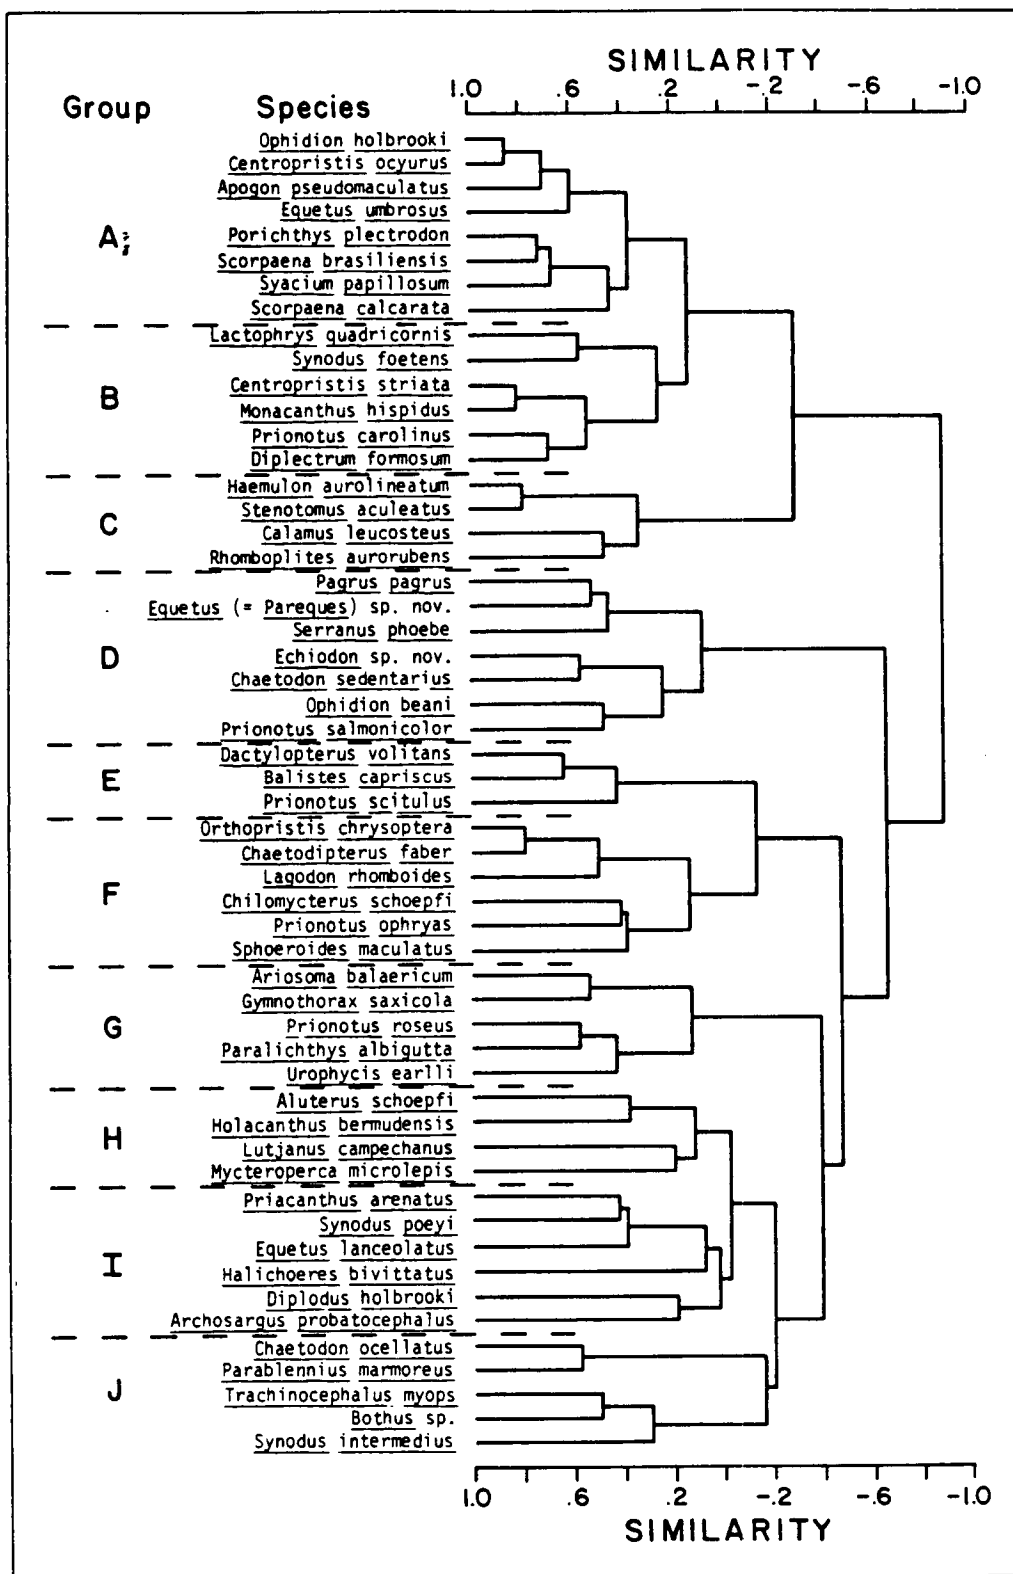 SIMILARITY
1.0 .6 .2 -.2 -.6 -1.0
Group Species
Ophidion holbrooki
Centropristis ocyurus
Apogon pseudomaculatus
Equetus umbrosus
A
Porichthys plectrodon
Scorpaena brasiliensis
Syacium papillosum
Scorpaena calcarata
Lactophrys quadricornis
Synodus foetens
Centropristis striata
B
Monacanthus hispidus
Prionotus carolinus
Diplectrum formosum
Haemulon aurolineatum
Stenotomus aculeatus
C
Calamus leucosteus
Rhomboplites aurorubens
Pagrus pagrus
Equetus (= Pareques) sp. nov.
Serranus phoebe
D
Echiodon sp. nov.
Chaetodon sedentarius
Ophidion beani
Prionotus salmonicolor
Dactylopterus volitans
E
Balistes capriscus
Prionotus scitulus
Orthopristis chrysoptera
Chaetodipterus faber
Lagodon rhomboides
F
Chilomycterus schoepfi
Prionotus ophryas
Sphoeroides maculatus
Ariosoma balaericum
Gymnothorax saxicola
G
Prionotus roseus
Paralichthys albigutta
Urophycis earlli
Aluterus schoepfi
Holacanthus bermudensis
H
Lutjanus campechanus
Mycteroperca microlepis
Priacanthus arenatus
Synodus poeyi
Equetus lanceolatus
I
Halichoeres bivittatus
Diplodus holbrooki
Archosargus probatocephalus
Chaetodon ocellatus
Parablennius marmoreus
J
Trachinocephalus myops
Bothus sp.
Synodus intermedius
1.0 .6 .2 -.2 -.6 -1.0
SIMILARITY